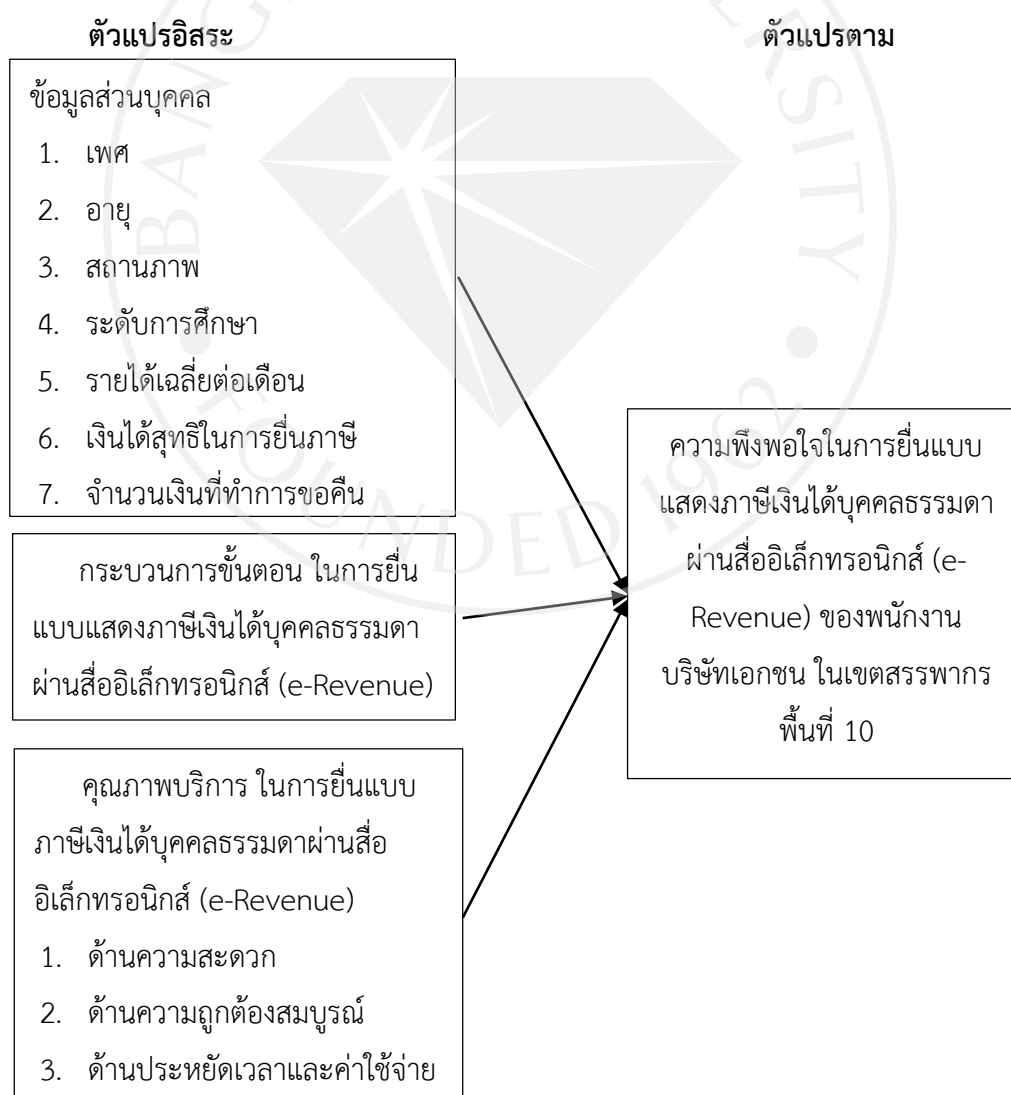 ตัวแปรอิสระ
ตัวแปรตาม
ข้อมูลส่วนบุคคล
1. เพศ
2. อายุ
3. สถานภาพ
4. ระดับการศึกษา
5. รายได้เฉลี่ยต่อเดือน
6. เงินได้สุทธิในการยื่นภาษี
7. จำนวนเงินที่ทำการขอคืน
กระบวนการขั้นตอน ในการยื่น
แบบแสดงภาษีเงินได้บุคคลธรรมดา
ผ่านสื่ออิเล็กทรอนิกส์ (e-Revenue)
คุณภาพบริการ ในการยื่นแบบ
ภาษีเงินได้บุคคลธรรมดาผ่านสื่อ
อิเล็กทรอนิกส์ (e-Revenue)
1. ด้านความสะดวก
2. ด้านความถูกต้องสมบูรณ์
3. ด้านประหยัดเวลาและค่าใช้จ่าย
ความพึงพอใจในการยื่นแบบ
แสดงภาษีเงินได้บุคคลธรรมดา
ผ่านสื่ออิเล็กทรอนิกส์ (e-
Revenue) ของพนักงาน
บริษัทเอกชน ในเขตสรรพากร
พื้นที่ 10
FOUNDED 1962